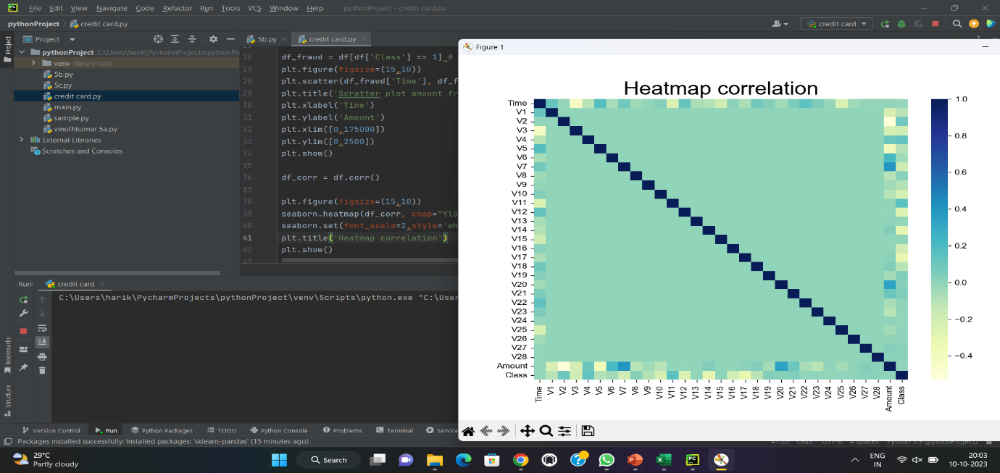 File Edit View Navigate Code Refactor Run Tools VCS Window Help pythonProject - credit card.py
pythonProject credit card.py
credit card
Project
Project
5b.py
credit card.py
pythonProject C:\Users\harik\PycharmProjects\pythonPr
venv library root
5b.py
5c.py
credit card.py
main.py
sample.py
vinothkumar 5a.py
External Libraries
Scratches and Consoles
26 df_fraud = df[df['Class'] == 1] #
27 plt.figure(figsize=(15,10))
28 plt.scatter(df_fraud['Time'], df_f
29 plt.title('Scratter plot amount fr
30 plt.xlabel('Time')
31 plt.ylabel('Amount')
32 plt.xlim([0,175000])
33 plt.ylim([0,2500])
34 plt.show()
35
36 df_corr = df.corr()
37
38 plt.figure(figsize=(15,10))
39 seaborn.heatmap(df_corr, cmap="YlG
40 seaborn.set(font_scale=2,style='wh
41 plt.title('Heatmap correlation')
42 plt.show()
43
Run: credit card
C:\Users\harik\PycharmProjects\pythonProject\venv\Scripts\python.exe "C:\User
Bookmarks
Structure
Figure 1
Heatmap correlation
Time
V1
V2
V3
V4
V5
V6
V7
V8
V9
V10
V11
V12
V13
V14
V15
V16
V17
V18
V19
V20
V21
V22
V23
V24
V25
V26
V27
V28
Amount
Class
Time V1 V2 V3 V4 V5 V6 V7 V8 V9 V10 V11 V12 V13 V14 V15 V16 V17 V18 V19 V20 V21 V22 V23 V24 V25 V26 V27 V28 Amount Class
1.0
0.8
0.6
0.4
0.2
0.0
−0.2
−0.4
Version Control Run Python Packages TODO Python Console Problems Terminal Service
Packages installed successfully: Installed packages: 'sklearn-pandas' (15 minutes ago)
29°C
Partly cloudy
Search
ENG
IN
20:03
10-10-2023